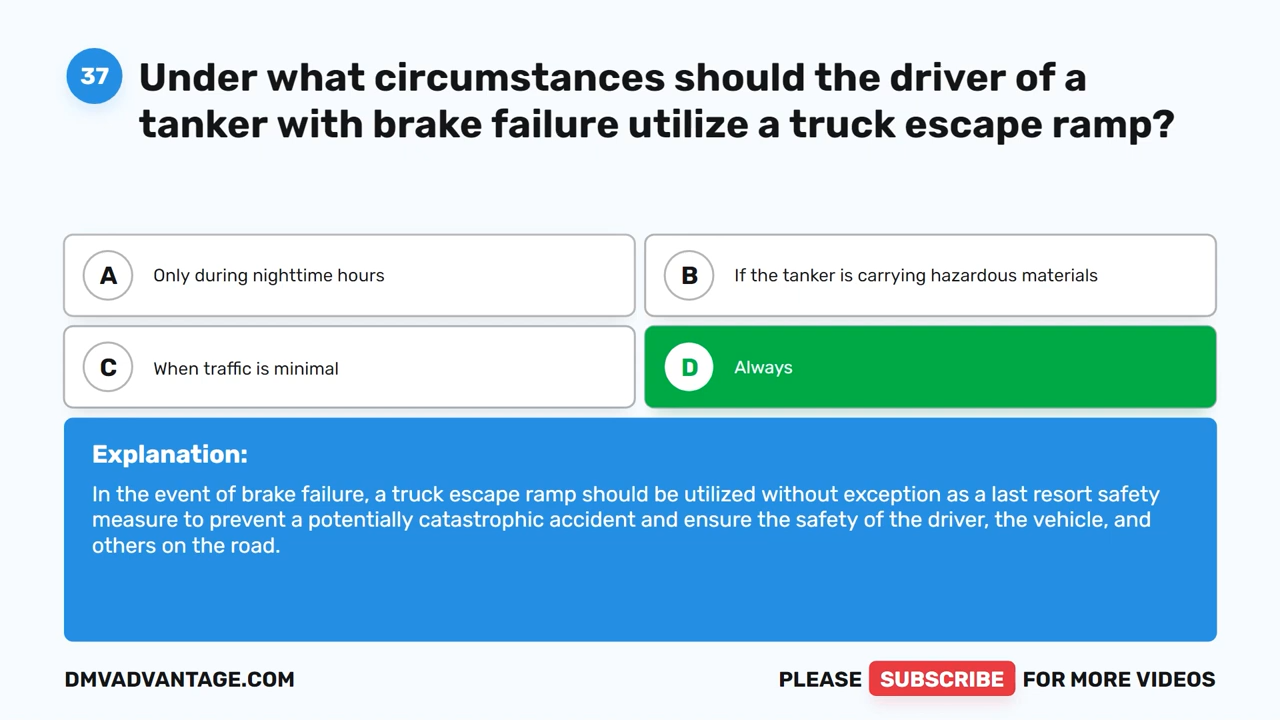 37
Under what circumstances should the driver of a
tanker with brake failure utilize a truck escape ramp?
A
Only during nighttime hours
B
If the tanker is carrying hazardous materials
C
When traffic is minimal
D
Always
Explanation:
In the event of brake failure, a truck escape ramp should be utilized without exception as a last resort safety
measure to prevent a potentially catastrophic accident and ensure the safety of the driver, the vehicle, and
others on the road.
DMVADVANTAGE.COM
PLEASE SUBSCRIBE FOR MORE VIDEOS